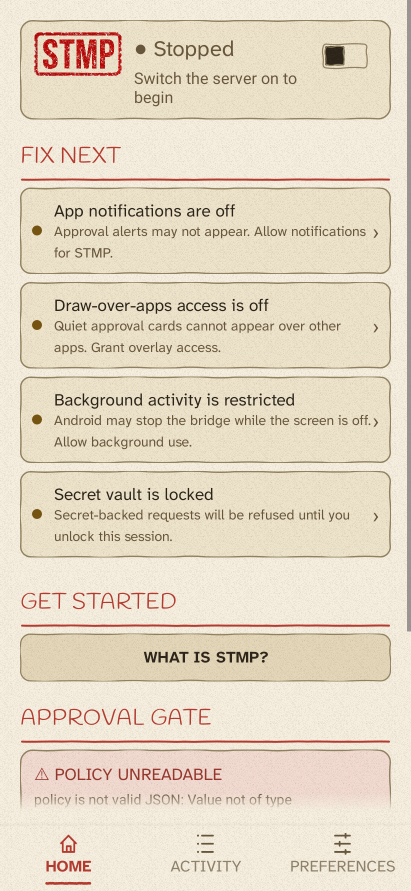 STMP
● Stopped
Switch the server on to
begin
FIX NEXT
App notifications are off
Approval alerts may not appear. Allow notifications
for STMP.
Draw-over-apps access is off
Quiet approval cards cannot appear over other
apps. Grant overlay access.
Background activity is restricted
Android may stop the bridge while the screen is off.
Allow background use.
Secret vault is locked
Secret-backed requests will be refused until you
unlock this session.
GET STARTED
WHAT IS STMP?
APPROVAL GATE
⚠ POLICY UNREADABLE
policy is not valid JSON: Value not of type
HOME
ACTIVITY
PREFERENCES